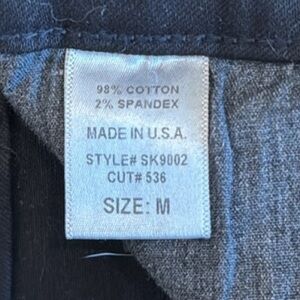 98% COTTON
2% SPANDEX
MADE IN U.S.A.
STYLE# SK9002
CUT# 536
SIZE: M